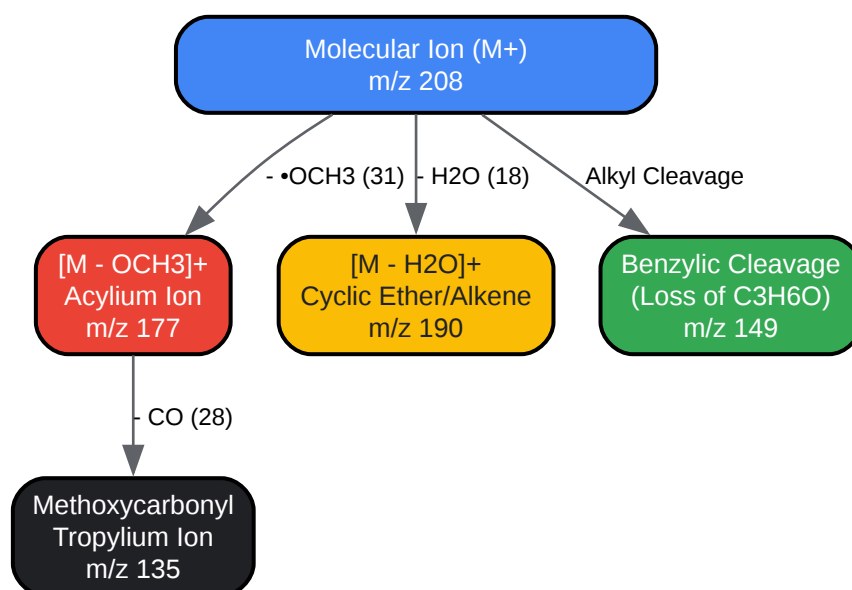 Molecular Ion (M+)
m/z 208
- •OCH3 (31)
- H2O (18)
Alkyl Cleavage
[M - OCH3]+
Acylium Ion
m/z 177
[M - H2O]+
Cyclic Ether/Alkene
m/z 190
Benzylic Cleavage
(Loss of C3H6O)
m/z 149
- CO (28)
Methoxycarbonyl
Tropylium Ion
m/z 135